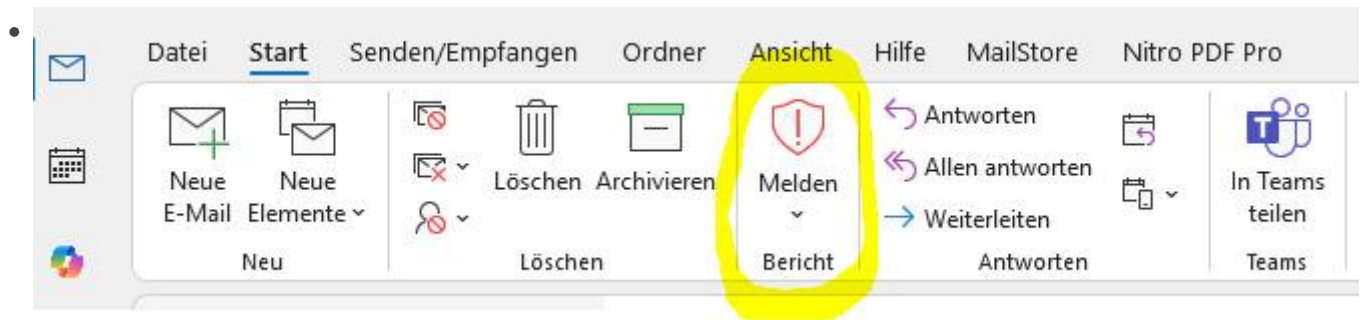 Datei Start Senden/Empfangen Ordner Ansicht Hilfe MailStore Nitro PDF Pro
Neue E-Mail
Neue Elemente
Löschen
Archivieren
Melden
Antworten
Allen antworten
Weiterleiten
In Teams teilen
Neu Löschen Bericht Antworten Teams